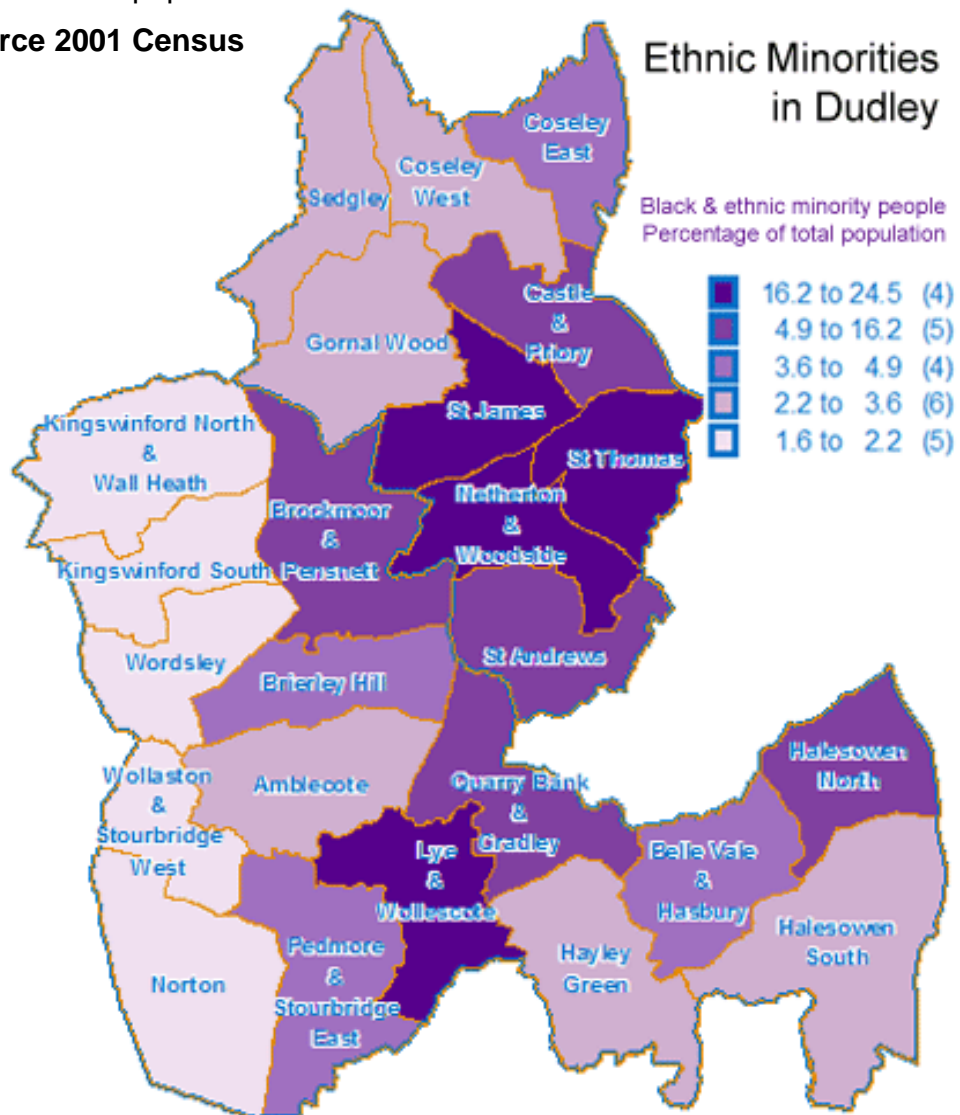 rce 2001 Census
Ethnic Minorities
in Dudley
Black & ethnic minority people
Percentage of total population
16.2 to 24.5 (4)
4.9 to 16.2 (5)
3.6 to 4.9 (4)
2.2 to 3.6 (6)
1.6 to 2.2 (5)
Coseley
East
Coseley
West
Sedgley
Castle
&
Priory
Gornal Wood
St James
Kingswinford North
&
Wall Heath
St Thomas
Netherton
&
Woodside
Brockmoor
&
Pensnett
Kingswinford South
Wordsley
St Andrews
Brierley Hill
Halesowen
North
Wollaston
&
Stourbridge
West
Amblecote
Quarry Bank
&
Cradley
Lye
&
Wollescote
Belle Vale
&
Hasbury
Halesowen
South
Hayley
Green
Pedmore
&
Stourbridge
East
Norton